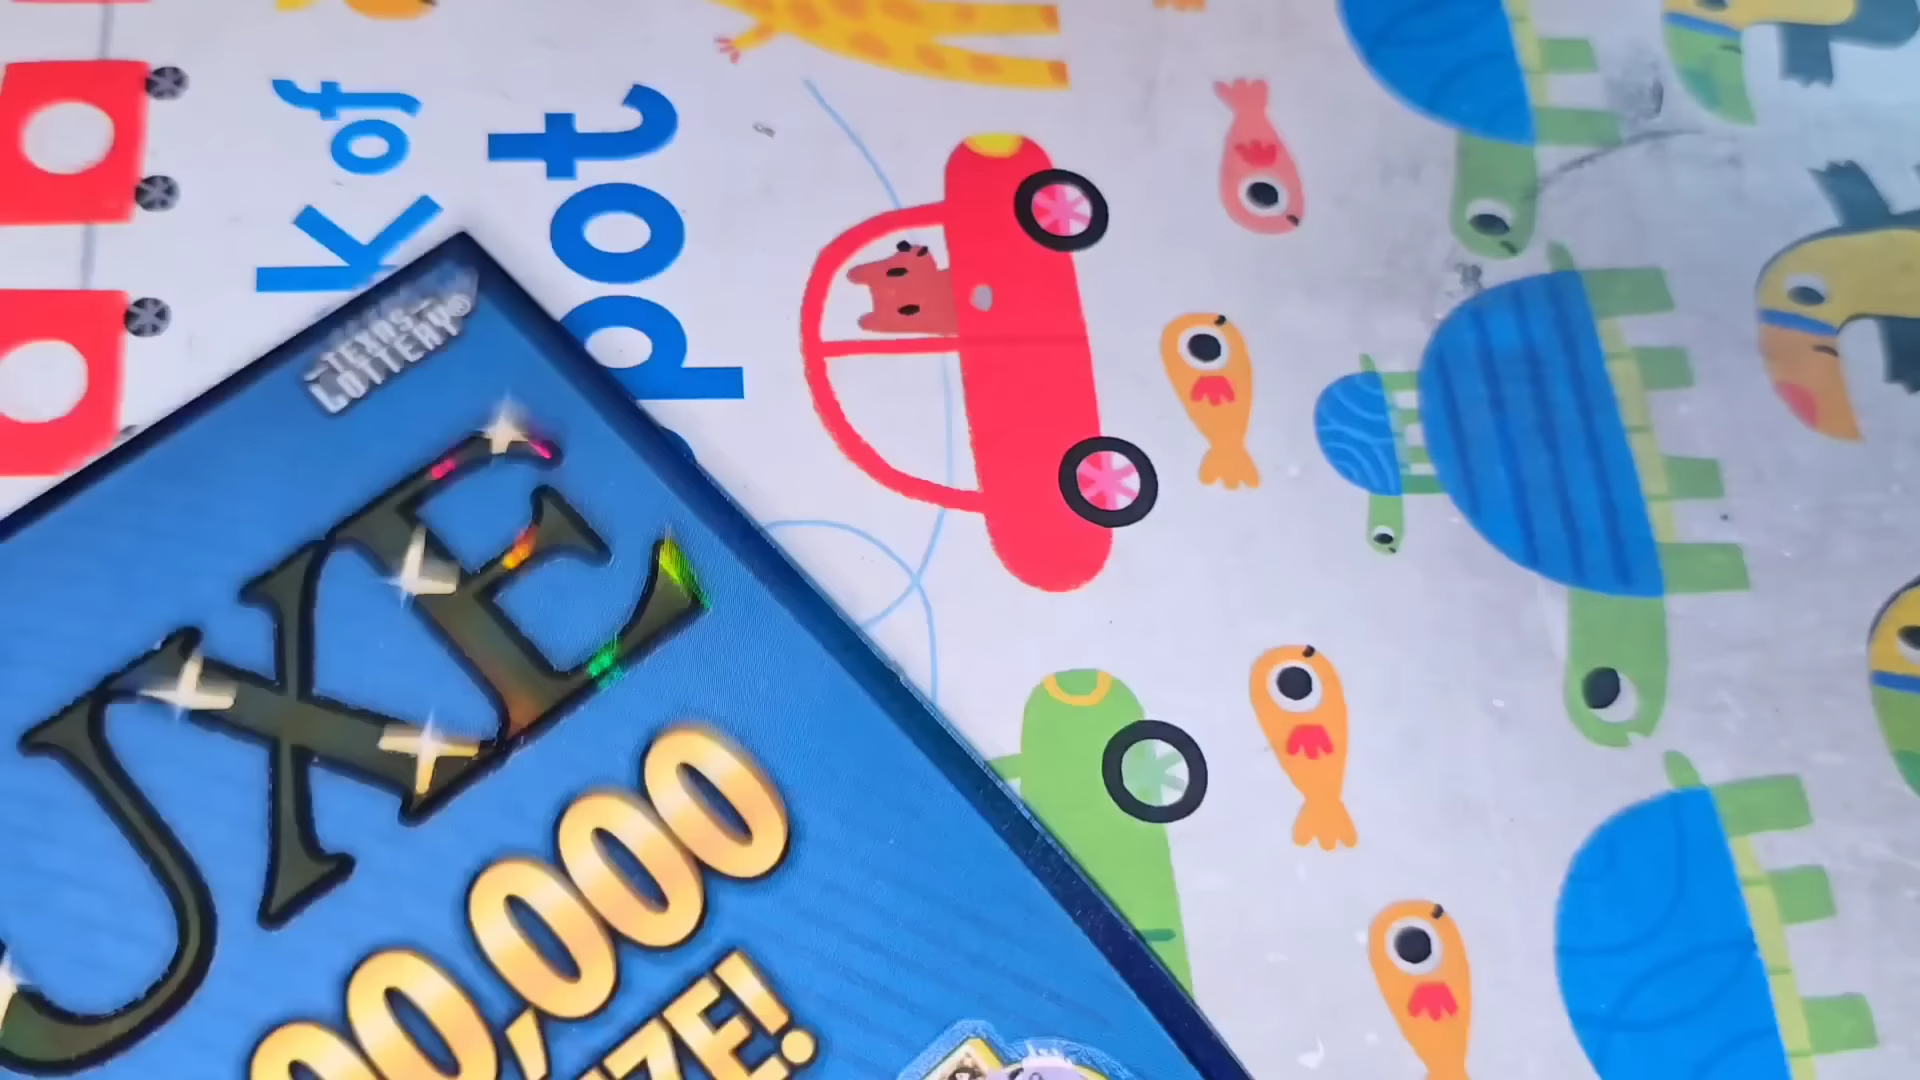 k of
pot
TEXAS
LOTTERY®
UXE
00,000
IZE!